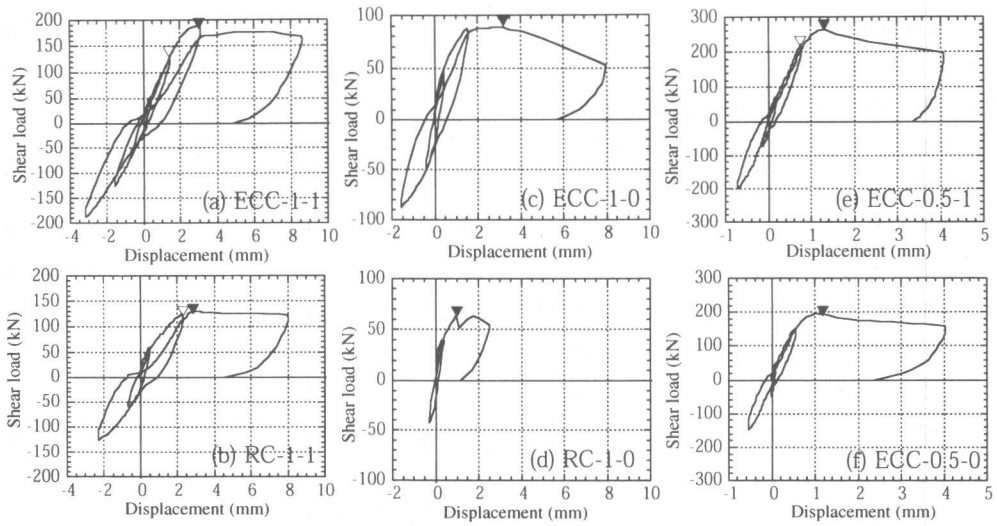 200
150
100
50
0
-50
-100
-150
-200
Shear load (kN)
(a) ECC-1-1
-4 -2 0 2 4 6 8 10
Displacement (mm)
100
50
0
-50
-100
Shear load (kN)
(c) ECC-1-0
-2 0 2 4 6 8 10
Displacement (mm)
300
200
100
0
100
-200
-300
Shear load (kN)
(e) ECC-0.5-1
-1 0 1 2 3 4 5
Displacement (mm)
200
150
100
50
0
-50
-100
-150
-200
Shear load (kN)
(b) RC-1-1
-4 -2 0 2 4 6 8 10
Displacement (mm)
100
50
0
-50
-100
Shear load (kN)
(d) RC-1-0
-2 0 2 4 6 8 10
Displacement (mm)
300
200
100
0
100
-200
-300
Shear load (kN)
(f) ECC-0.5-0
-1 0 1 2 3 4 5
Displacement (mm)